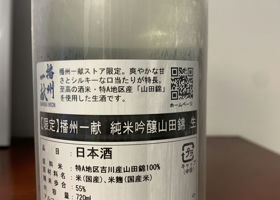 播州一献
播州一献ストア限定。爽やかな甘
さとシルキーな口当たりが特長。
至高の酒米・特A地区産「山田錦」
を使用した生酒です。
ホームページ
【限定】播州一献 純米吟醸山田錦 生
日本酒
特A地区吉川産山田錦100%
米(国産)、米麹(国産米)
55%
720ml